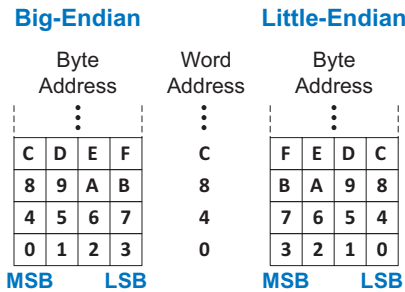 Big-Endian Little-Endian
Byte Address Word Address Byte Address
C D E F C F E D C
8 9 A B 8 B A 9 8
4 5 6 7 4 7 6 5 4
0 1 2 3 0 3 2 1 0
MSB LSB MSB LSB